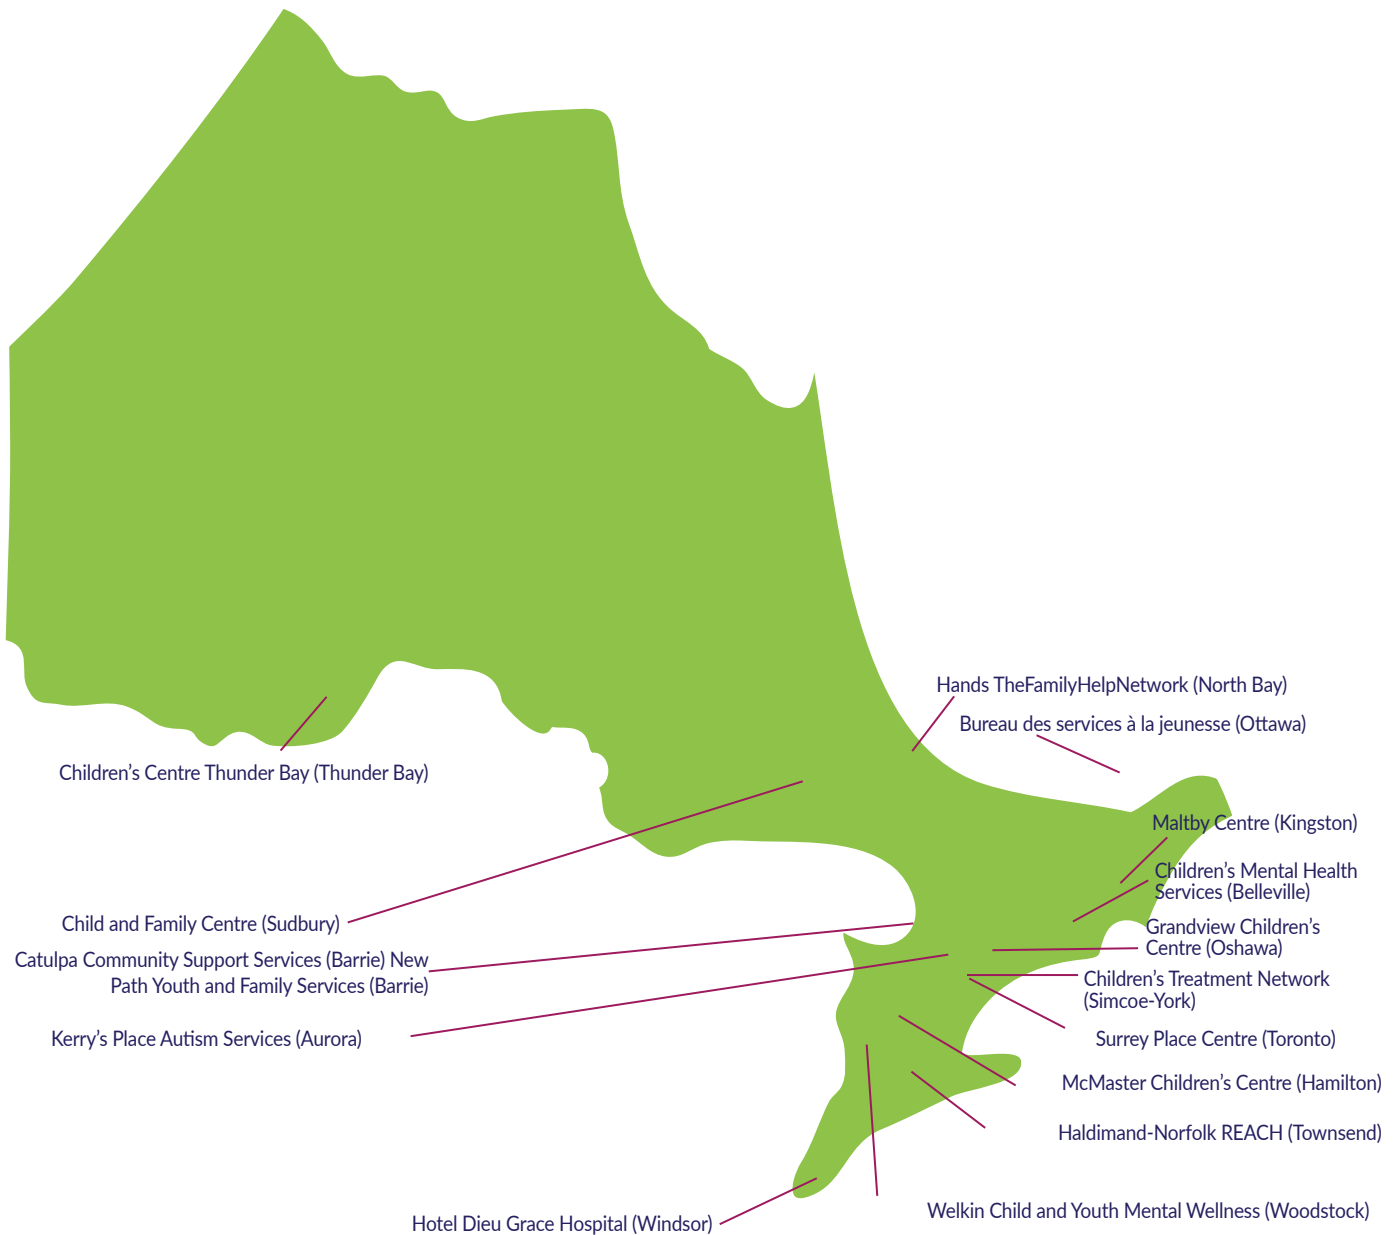 Hands TheFamilyHelpNetwork (North Bay)
Bureau des services à la jeunesse (Ottawa)
Children’s Centre Thunder Bay (Thunder Bay)
Maltby Centre (Kingston)
Children’s Mental Health
Services (Belleville)
Child and Family Centre (Sudbury)
Grandview Children’s
Centre (Oshawa)
Catulpa Community Support Services (Barrie) New
Path Youth and Family Services (Barrie)
Children’s Treatment Network
(Simcoe-York)
Kerry’s Place Autism Services (Aurora)
Surrey Place Centre (Toronto)
McMaster Children’s Centre (Hamilton)
Haldimand-Norfolk REACH (Townsend)
Welkin Child and Youth Mental Wellness (Woodstock)
Hotel Dieu Grace Hospital (Windsor)